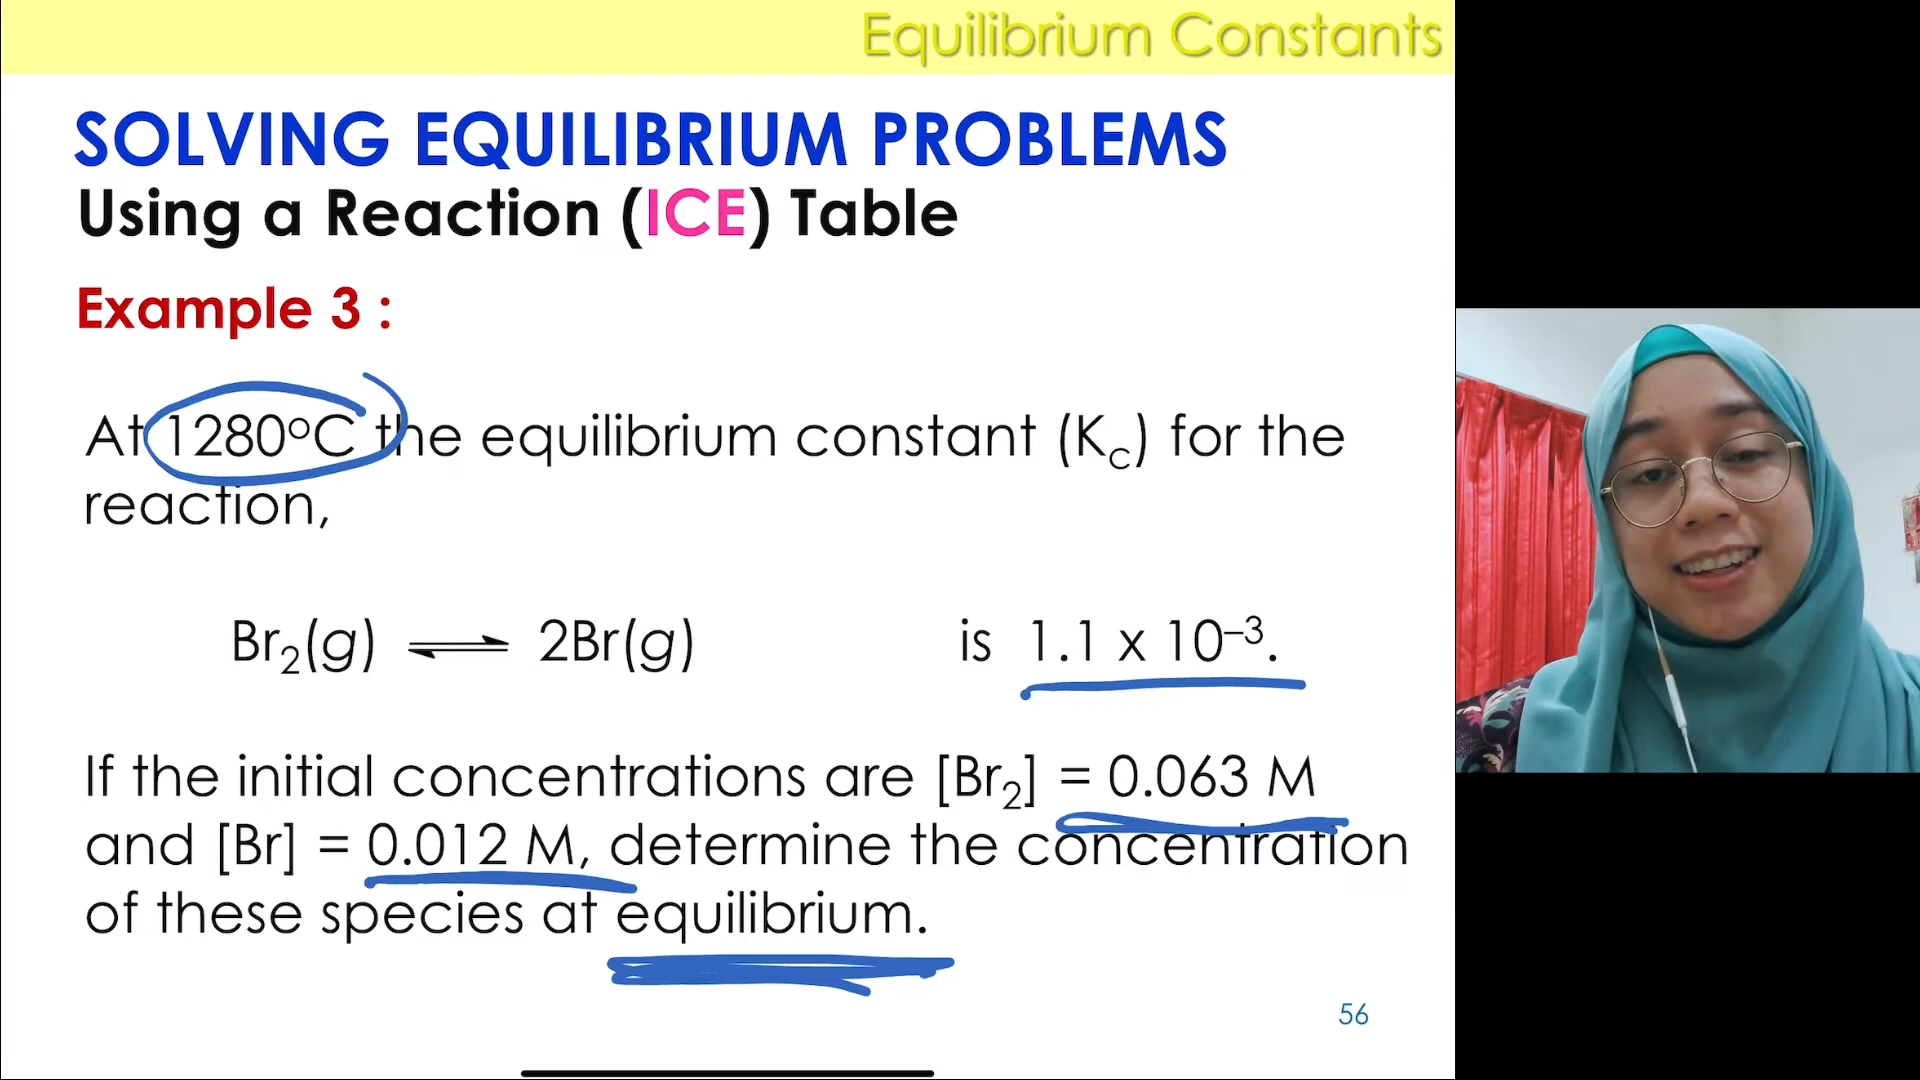 Equilibrium Constants
SOLVING EQUILIBRIUM PROBLEMS
Using a Reaction (ICE) Table
Example 3 :
At 1280°C the equilibrium constant (K꜀) for the
reaction,
Br₂(g) ⇌ 2Br(g) is 1.1 x 10⁻³.
If the initial concentrations are [Br₂] = 0.063 M
and [Br] = 0.012 M, determine the concentration
of these species at equilibrium.
56